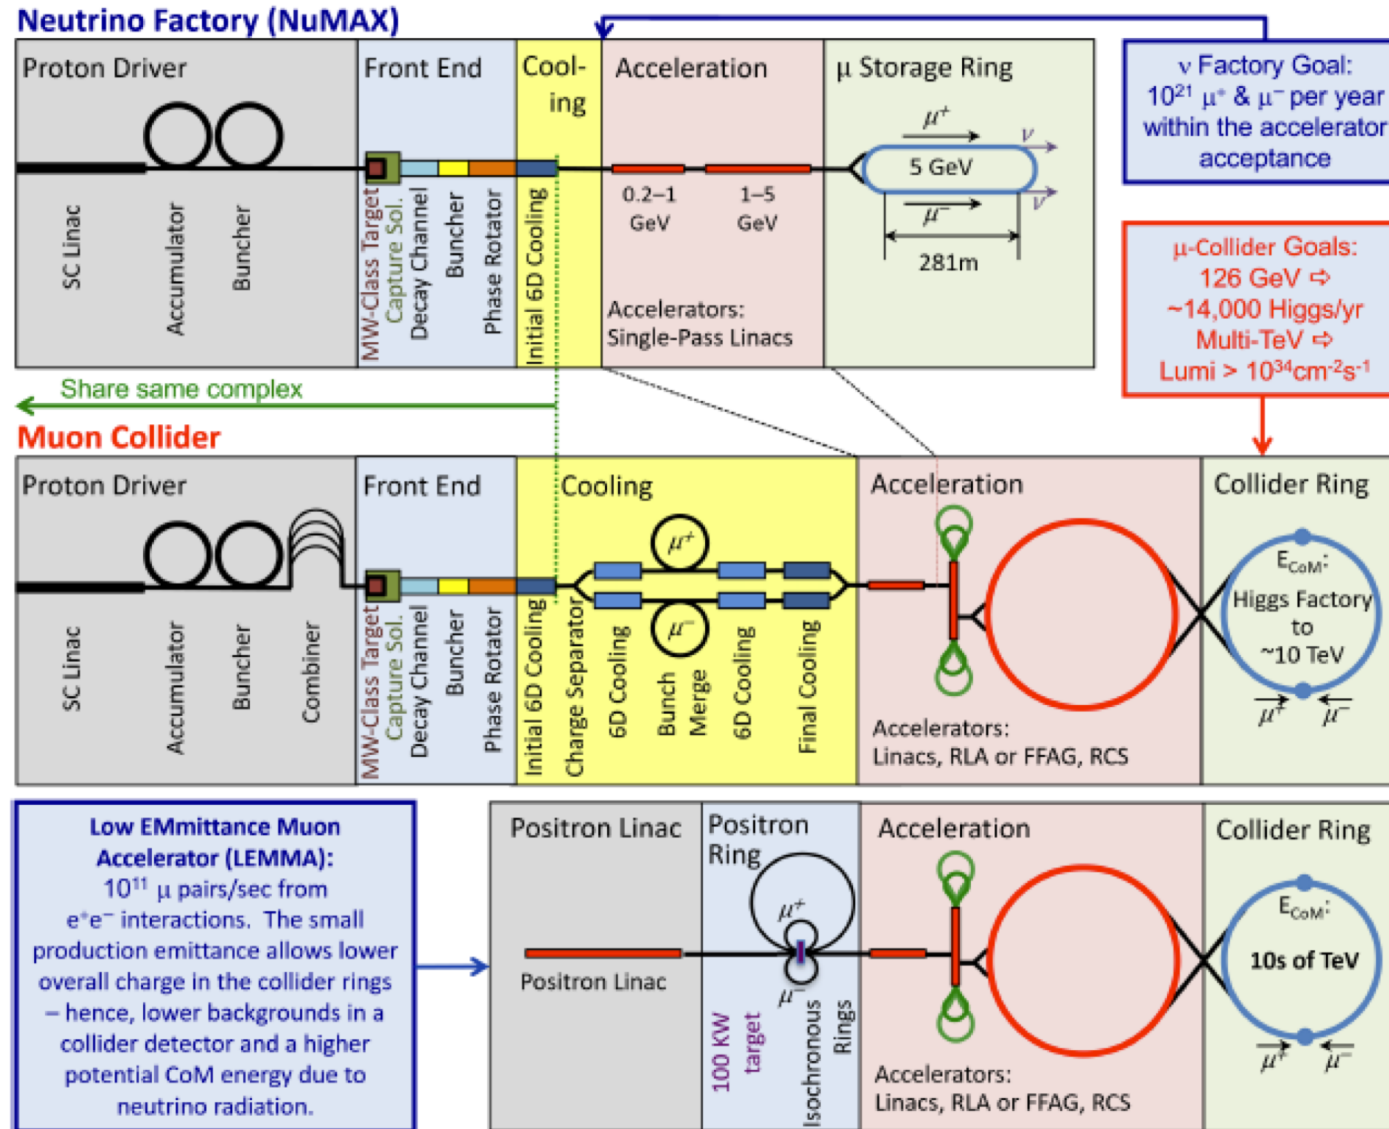 Neutrino Factory (NuMAX)
Proton Driver
SC Linac
Accumulator
Buncher
Front End
MW-Class Target
Capture Sol.
Decay Channel
Buncher
Phase Rotator
Cool-
ing
Initial 6D Cooling
Acceleration
0.2–1
GeV
1–5
GeV
Accelerators:
Single-Pass Linacs
μ Storage Ring
μ⁺
ν
5 GeV
μ⁻
ν
281m
ν Factory Goal:
10²¹ μ⁺ & μ⁻ per year
within the accelerator
acceptance
μ-Collider Goals:
126 GeV ⇨
~14,000 Higgs/yr
Multi-TeV ⇨
Lumi > 10³⁴cm⁻²s⁻¹
Share same complex
Muon Collider
Proton Driver
SC Linac
Accumulator
Buncher
Combiner
Front End
MW-Class Target
Capture Sol.
Decay Channel
Buncher
Phase Rotator
Cooling
Initial 6D Cooling
Charge Separator
μ⁺
μ⁻
6D Cooling
Bunch
Merge
6D Cooling
Final Cooling
Acceleration
Accelerators:
Linacs, RLA or FFAG, RCS
Collider Ring
E_CoM:
Higgs Factory
to
~10 TeV
μ⁺ μ⁻
Low EMmittance Muon
Accelerator (LEMMA):
10¹¹ μ pairs/sec from
e⁺e⁻ interactions. The small
production emittance allows lower
overall charge in the collider rings
– hence, lower backgrounds in a
collider detector and a higher
potential CoM energy due to
neutrino radiation.
Positron Linac
Positron Linac
Positron
Ring
μ⁺
μ⁻
100 KW
target
Isochronous
Rings
Acceleration
Accelerators:
Linacs, RLA or FFAG, RCS
Collider Ring
E_CoM:
10s of TeV
μ⁺ μ⁻